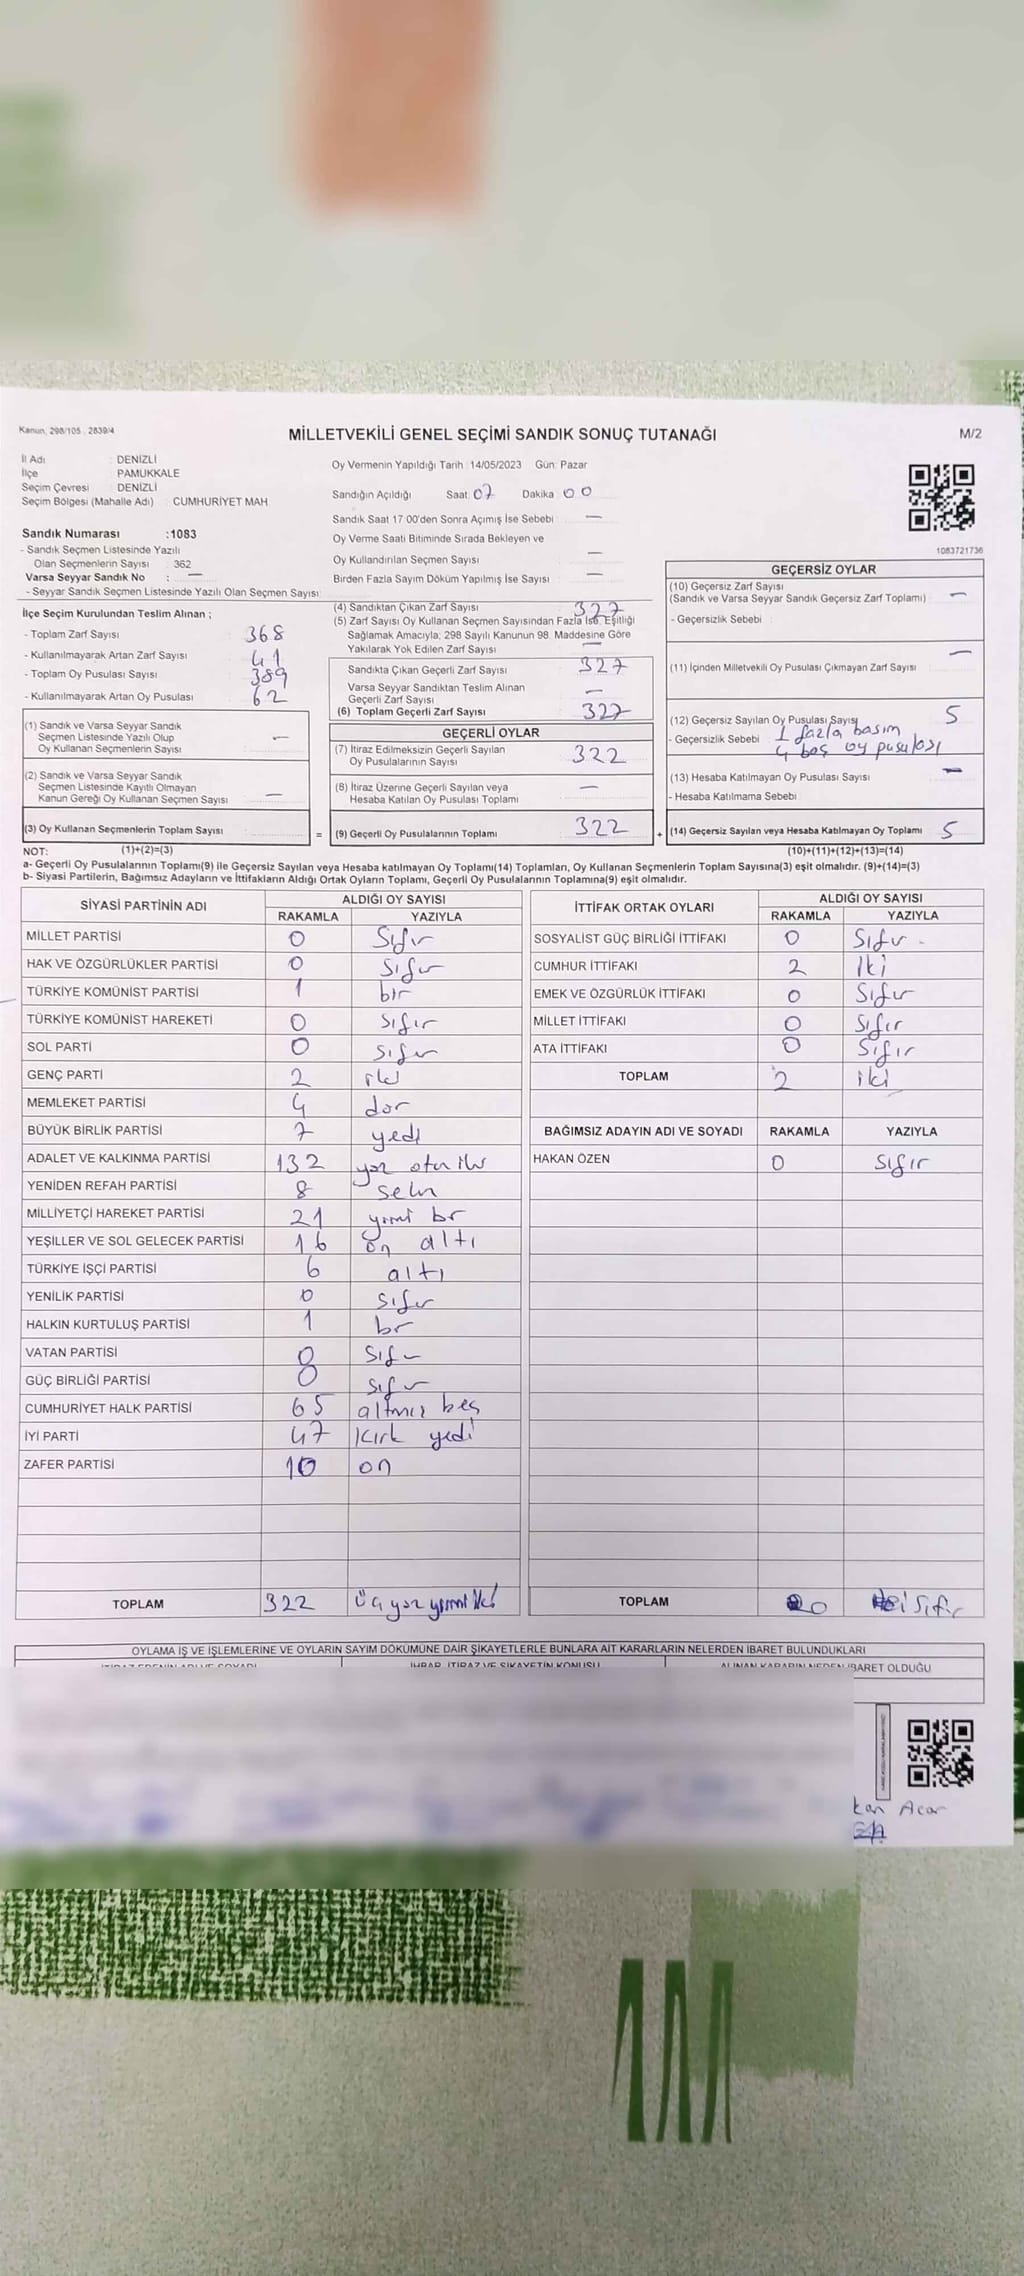 Kanun, 298/105 , 2839/4
MİLLETVEKİLİ GENEL SEÇİMİ SANDIK SONUÇ TUTANAĞI
M/2
İl Adı : DENİZLİ
İlçe PAMUKKALE
Seçim Çevresi : DENİZLİ
Seçim Bölgesi (Mahalle Adı) : CUMHURİYET MAH
Sandık Numarası :1083
- Sandık Seçmen Listesinde Yazılı
Olan Seçmenlerin Sayısı : 362
Varsa Seyyar Sandık No : —
- Seyyar Sandık Seçmen Listesinde Yazılı Olan Seçmen Sayısı:
Oy Vermenin Yapıldığı Tarih :14/05/2023 Gün: Pazar
Sandığın Açıldığı Saat: 07 Dakika : 00
Sandık Saat 17:00'den Sonra Açımış İse Sebebi : —
Oy Verme Saati Bitiminde Sırada Bekleyen ve
Oy Kullandırılan Seçmen Sayısı —
Birden Fazla Sayım Döküm Yapılmış İse Sayısı : —
1083721736
İlçe Seçim Kurulundan Teslim Alınan ;
- Toplam Zarf Sayısı : 368
- Kullanılmayarak Artan Zarf Sayısı : 41
- Toplam Oy Pusulası Sayısı : 389
- Kullanılmayarak Artan Oy Pusulası : 62
(1) Sandık ve Varsa Seyyar Sandık
Seçmen Listesinde Yazılı Olup
Oy Kullanan Seçmenlerin Sayısı : —
(2) Sandık ve Varsa Seyyar Sandık
Seçmen Listesinde Kayıtlı Olmayan
Kanun Gereği Oy Kullanan Seçmen Sayısı : —
(3) Oy Kullanan Seçmenlerin Toplam Sayısı =
(4) Sandıktan Çıkan Zarf Sayısı : 327
(5) Zarf Sayısı Oy Kullanan Seçmen Sayısından Fazla İse, Eşitliği
Sağlamak Amacıyla; 298 Sayılı Kanunun 98. Maddesine Göre
Yakılarak Yok Edilen Zarf Sayısı —
Sandıkta Çıkan Geçerli Zarf Sayısı : 327
Varsa Seyyar Sandıktan Teslim Alınan
Geçerli Zarf Sayısı —
(6) Toplam Geçerli Zarf Sayısı : 327
GEÇERLİ OYLAR
(7) İtiraz Edilmeksizin Geçerli Sayılan
Oy Pusulalarının Sayısı 322
(8) İtiraz Üzerine Geçerli Sayılan veya
Hesaba Katılan Oy Pusulası Toplamı —
(9) Geçerli Oy Pusulalarının Toplamı : 322 +
GEÇERSİZ OYLAR
(10) Geçersiz Zarf Sayısı
(Sandık ve Varsa Seyyar Sandık Geçersiz Zarf Toplamı) : —
- Geçersizlik Sebebi :
(11) İçinden Milletvekili Oy Pusulası Çıkmayan Zarf Sayısı : —
(12) Geçersiz Sayılan Oy Pusulası Sayısı 5
- Geçersizlik Sebebi : 1 fazla basım
4 boş oy pusulası
(13) Hesaba Katılmayan Oy Pusulası Sayısı : —
- Hesaba Katılmama Sebebi :
(14) Geçersiz Sayılan veya Hesaba Katılmayan Oy Toplamı : 5
NOT: (1)+(2)=(3) (10)+(11)+(12)+(13)=(14)
a- Geçerli Oy Pusulalarının Toplamı(9) ile Geçersiz Sayılan veya Hesaba katılmayan Oy Toplamı(14) Toplamları, Oy Kullanan Seçmenlerin Toplam Sayısına(3) eşit olmalıdır. (9)+(14)=(3)
b- Siyasi Partilerin, Bağımsız Adayların ve İttifakların Aldığı Ortak Oyların Toplamı, Geçerli Oy Pusulalarının Toplamına(9) eşit olmalıdır.
SİYASİ PARTİNİN ADI ALDIĞI OY SAYISI
RAKAMLA YAZIYLA
MİLLET PARTİSİ 0 Sıfır
HAK VE ÖZGÜRLÜKLER PARTİSİ 0 sıfır
TÜRKİYE KOMÜNİST PARTİSİ 1 bir
TÜRKİYE KOMÜNİST HAREKETİ 0 sıfır
SOL PARTİ 0 sıfır
GENÇ PARTİ 2 iki
MEMLEKET PARTİSİ 4 dor
BÜYÜK BİRLİK PARTİSİ 7 yedi
ADALET VE KALKINMA PARTİSİ 132 yüz otuz iki
YENİDEN REFAH PARTİSİ 8 sekiz
MİLLİYETÇİ HAREKET PARTİSİ 21 yirmi br
YEŞİLLER VE SOL GELECEK PARTİSİ 16 on altı
TÜRKİYE İŞÇİ PARTİSİ 6 altı
YENİLİK PARTİSİ 0 sıfır
HALKIN KURTULUŞ PARTİSİ 1 br
VATAN PARTİSİ 0 sıfır
GÜÇ BİRLİĞİ PARTİSİ 0 sıfır
CUMHURİYET HALK PARTİSİ 65 altmış beş
İYİ PARTİ 47 kırk yedi
ZAFER PARTİSİ 10 on
TOPLAM 322 Üç yüz yirmi iki
İTTİFAK ORTAK OYLARI ALDIĞI OY SAYISI
RAKAMLA YAZIYLA
SOSYALİST GÜÇ BİRLİĞİ İTTİFAKI 0 Sıfır
CUMHUR İTTİFAKI 2 iki
EMEK VE ÖZGÜRLÜK İTTİFAKI 0 Sıfır
MİLLET İTTİFAKI 0 Sıfır
ATA İTTİFAKI 0 Sıfır
TOPLAM 2 iki
BAĞIMSIZ ADAYIN ADI VE SOYADI RAKAMLA YAZIYLA
HAKAN ÖZEN 0 Sıfır
TOPLAM 0 Sıfır
OYLAMA İŞ VE İŞLEMLERİNE VE OYLARIN SAYIM DÖKÜMÜNE DAİR ŞİKAYETLERLE BUNLARA AİT KARARLARIN NELERDEN İBARET BULUNDUKLARI
İTİRAZ EDENİN ADI VE SOYADI İHBAR, İTİRAZ VE ŞİKAYETİN KONUSU ALINAN KARARIN NEDEN İBARET OLDUĞU
kan Acar